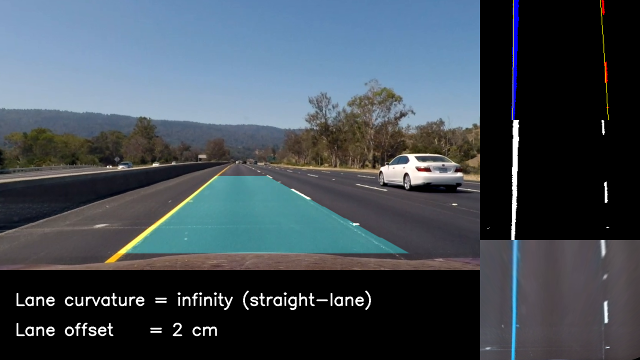 Lane curvature = infinity (straight-lane)
Lane offset = 2 cm